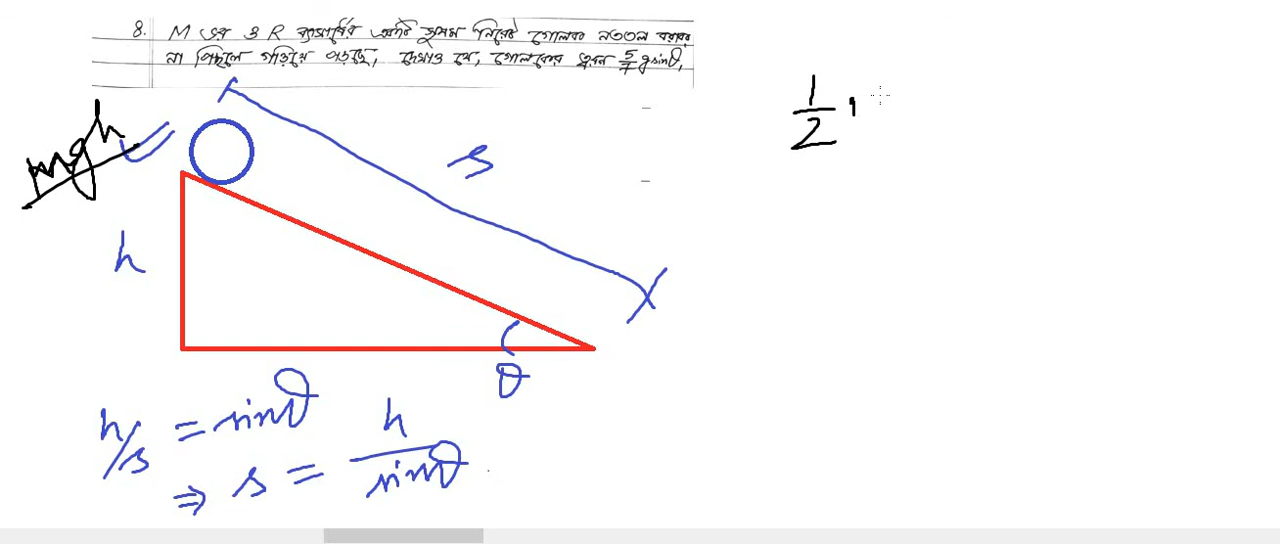 8. M ভর ও R ব্যাসার্ধের একটি সুষম নিরেট গোলক নততল বরাবর
না পিছলে গড়িয়ে পড়ছে, দেখাও যে, গোলকের ত্বরণ 5/7 g sinθ,
mgh
s
h
θ
h/s = sinθ
⇒ s = h/sinθ
1/2